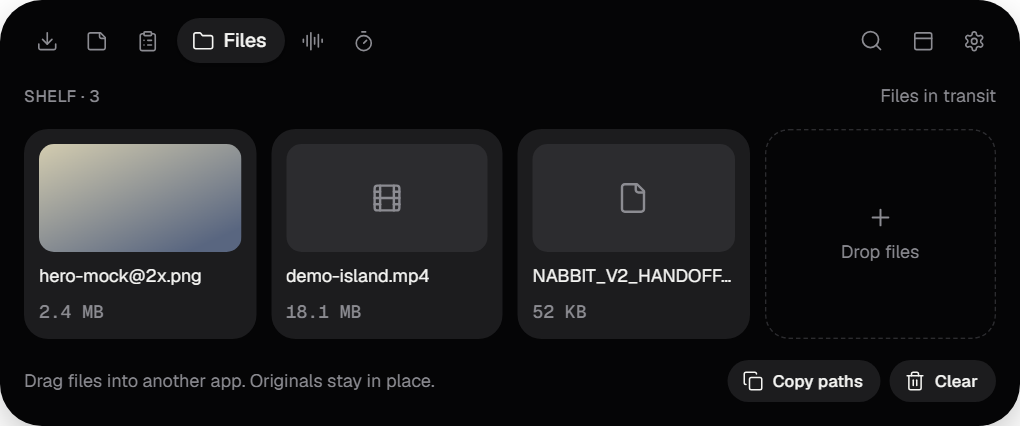 Files
SHELF · 3
Files in transit
hero-mock@2x.png
demo-island.mp4
NABBIT_V2_HANDOFF...
Drop files
2.4 MB
18.1 MB
52 KB
Drag files into another app. Originals stay in place.
Copy paths
Clear